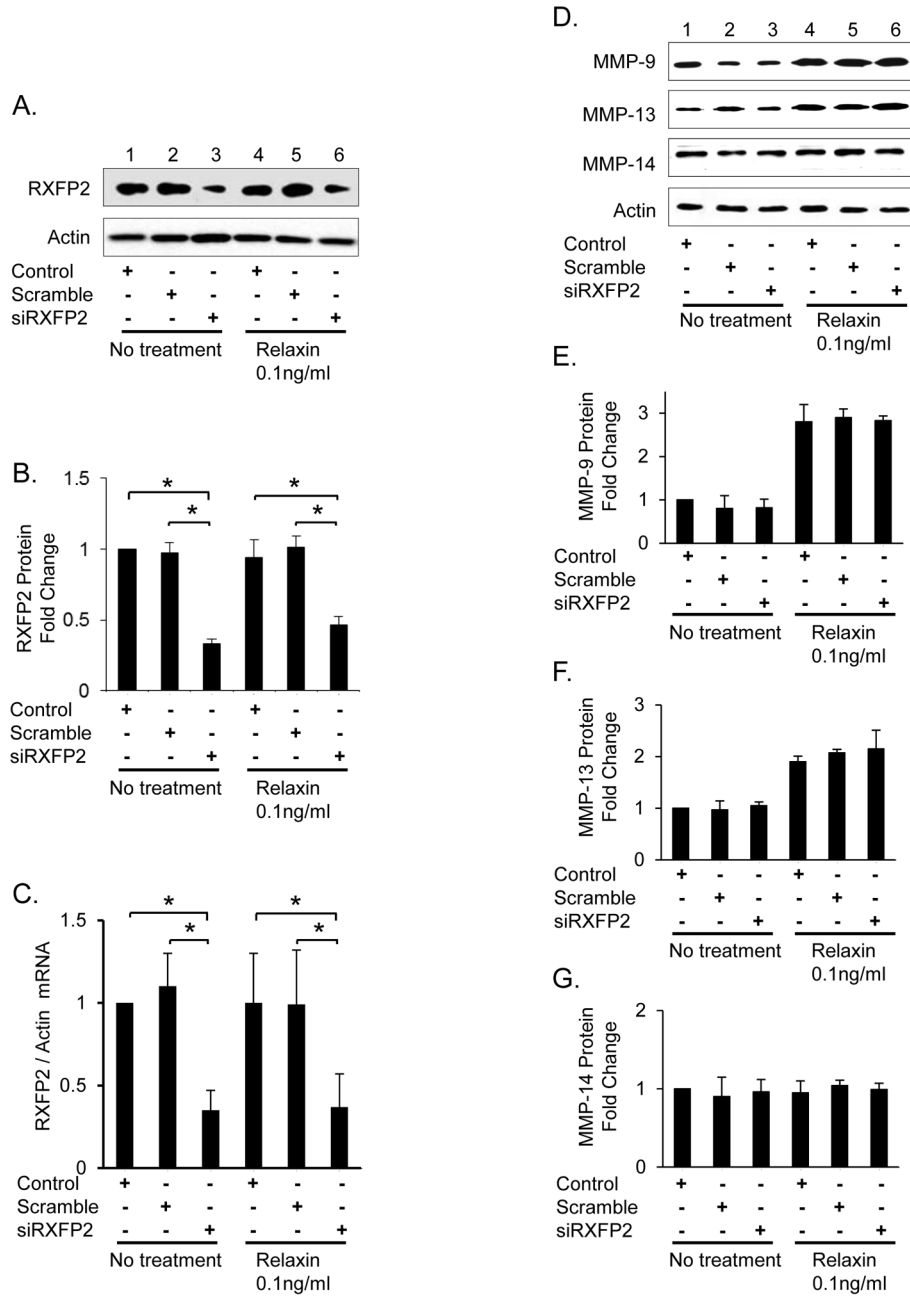 A.
1 2 3 4 5 6
RXFP2
Actin
Control + - - + - -
Scramble - + - - + -
siRXFP2 - - + - - +
No treatment Relaxin
0.1ng/ml
B.
RXFP2 Protein
Fold Change
1.5
1
0.5
0
* * * *
Control + - - + - -
Scramble - + - - + -
siRXFP2 - - + - - +
No treatment Relaxin
0.1ng/ml
C.
RXFP2 / Actin mRNA
1.5
1
0.5
0
* * * *
Control + - - + - -
Scramble - + - - + -
siRXFP2 - - + - - +
No treatment Relaxin
0.1ng/ml
D.
1 2 3 4 5 6
MMP-9
MMP-13
MMP-14
Actin
Control + - - + - -
Scramble - + - - + -
siRXFP2 - - + - - +
No treatment Relaxin
0.1ng/ml
E.
MMP-9 Protein
Fold Change
3
2
1
0
Control + - - + - -
Scramble - + - - + -
siRXFP2 - - + - - +
No treatment Relaxin
0.1ng/ml
F.
MMP-13 Protein
Fold Change
3
2
1
0
Control + - - + - -
Scramble - + - - + -
siRXFP2 - - + - - +
No treatment Relaxin
0.1ng/ml
G.
MMP-14 Protein
Fold Change
2
1
0
Control + - - + - -
Scramble - + - - + -
siRXFP2 - - + - - +
No treatment Relaxin
0.1ng/ml